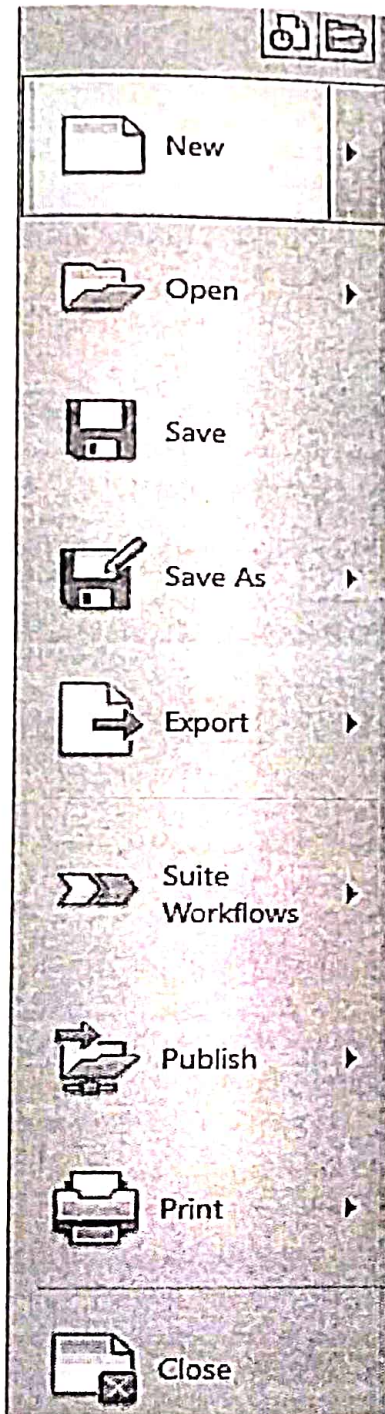 New
Open
Save
Save As
Export
Suite
Workflows
Publish
Print
Close